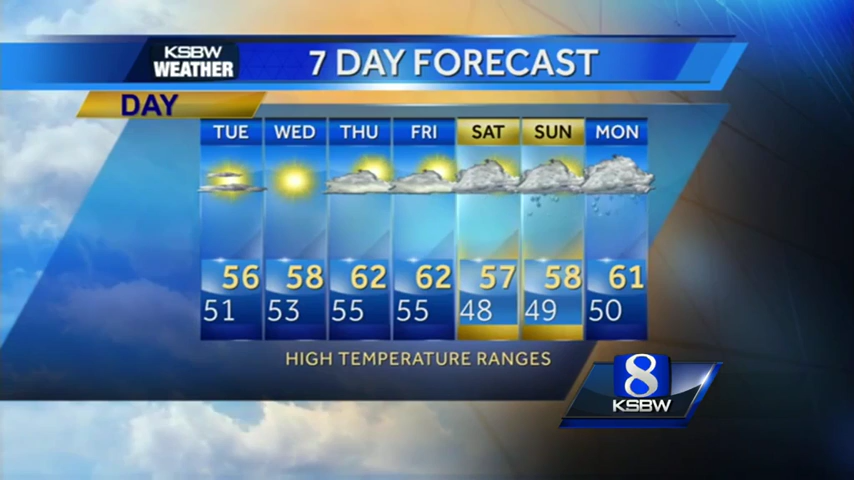 KSBW
WEATHER
7 DAY FORECAST
DAY
TUE WED THU FRI SAT SUN MON
56 58 62 62 57 58 61
51 53 55 55 48 49 50
HIGH TEMPERATURE RANGES
8
KSBW